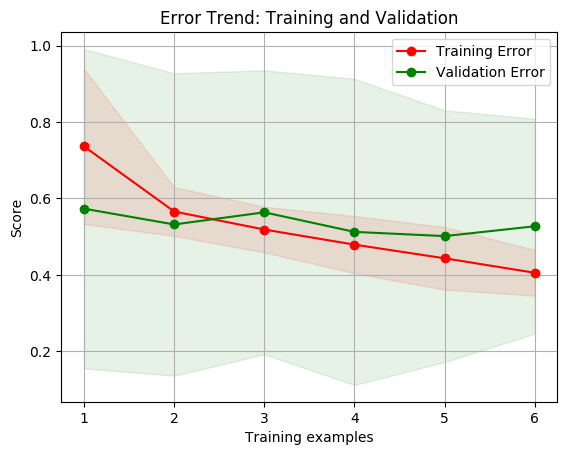 Error Trend: Training and Validation
Training Error
Validation Error
Score
1.0
0.8
0.6
0.4
0.2
1 2 3 4 5 6
Training examples